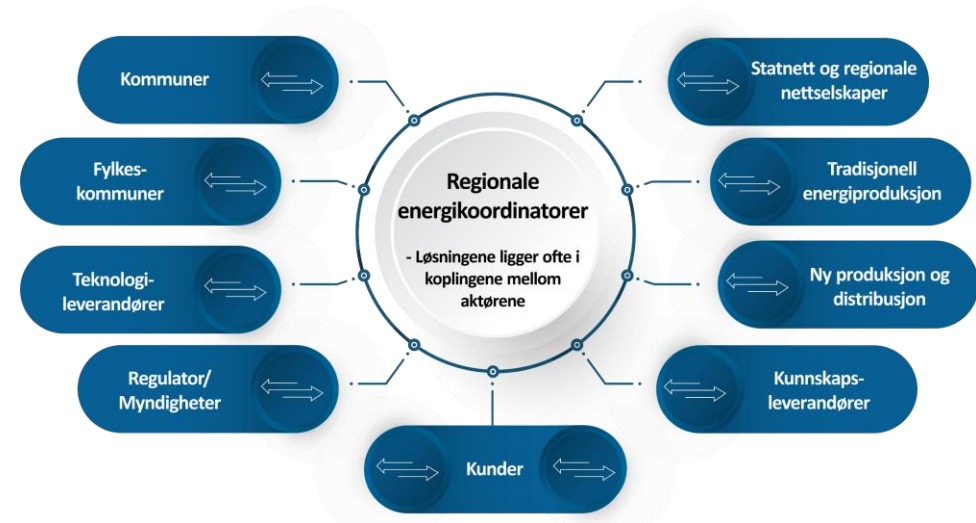 Kommuner
Fylkes-
kommuner
Teknologi-
leverandører
Regulator/
Myndigheter
Regionale
energikoordinatorer
- Løsningene ligger ofte i
koplingene mellom
aktørene
Statnett og regionale
nettselskaper
Tradisjonell
energiproduksjon
Ny produksjon og
distribusjon
Kunnskaps-
leverandører
Kunder